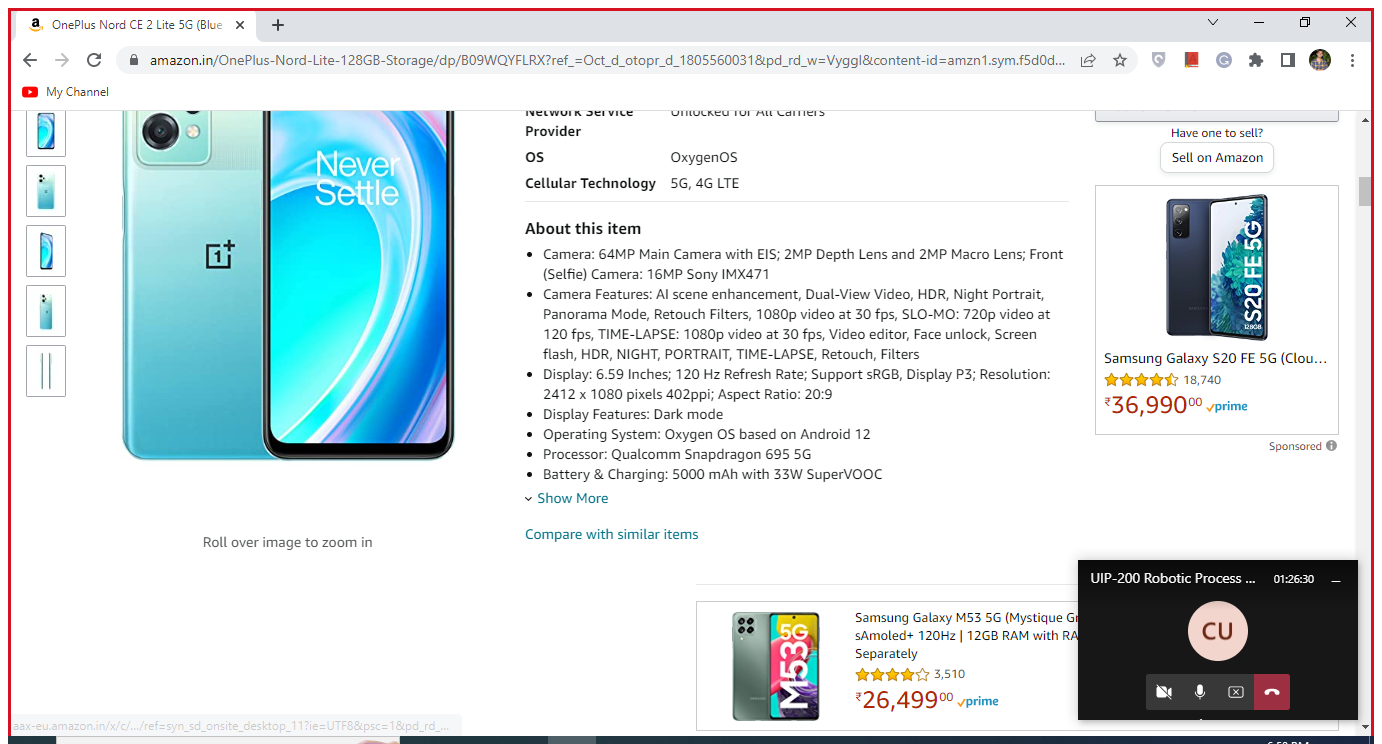 OnePlus Nord CE 2 Lite 5G (Blue
amazon.in/OnePlus-Nord-Lite-128GB-Storage/dp/B09WQYFLRX?ref_=Oct_d_otopr_d_1805560031&pd_rd_w=VyggI&content-id=amzn1.sym.f5d0d...
My Channel
Never
Settle
Roll over image to zoom in
Network Service
Provider
Unlocked for All Carriers
OS OxygenOS
Cellular Technology 5G, 4G LTE
About this item
• Camera: 64MP Main Camera with EIS; 2MP Depth Lens and 2MP Macro Lens; Front
(Selfie) Camera: 16MP Sony IMX471
• Camera Features: AI scene enhancement, Dual-View Video, HDR, Night Portrait,
Panorama Mode, Retouch Filters, 1080p video at 30 fps, SLO-MO: 720p video at
120 fps, TIME-LAPSE: 1080p video at 30 fps, Video editor, Face unlock, Screen
flash, HDR, NIGHT, PORTRAIT, TIME-LAPSE, Retouch, Filters
• Display: 6.59 Inches; 120 Hz Refresh Rate; Support sRGB, Display P3; Resolution:
2412 x 1080 pixels 402ppi; Aspect Ratio: 20:9
• Display Features: Dark mode
• Operating System: Oxygen OS based on Android 12
• Processor: Qualcomm Snapdragon 695 5G
• Battery & Charging: 5000 mAh with 33W SuperVOOC
Show More
Compare with similar items
Have one to sell?
Sell on Amazon
S20 FE 5G
128GB
Samsung Galaxy S20 FE 5G (Clou...
18,740
₹36,99000 prime
Sponsored
M53 5G
Samsung Galaxy M53 5G (Mystique Gr
sAmoled+ 120Hz | 12GB RAM with RA
Separately
3,510
₹26,49900 prime
UIP-200 Robotic Process ... 01:26:30
CU
aax-eu.amazon.in/x/c/.../ref=syn_sd_onsite_desktop_11?ie=UTF8&psc=1&pd_rd_...